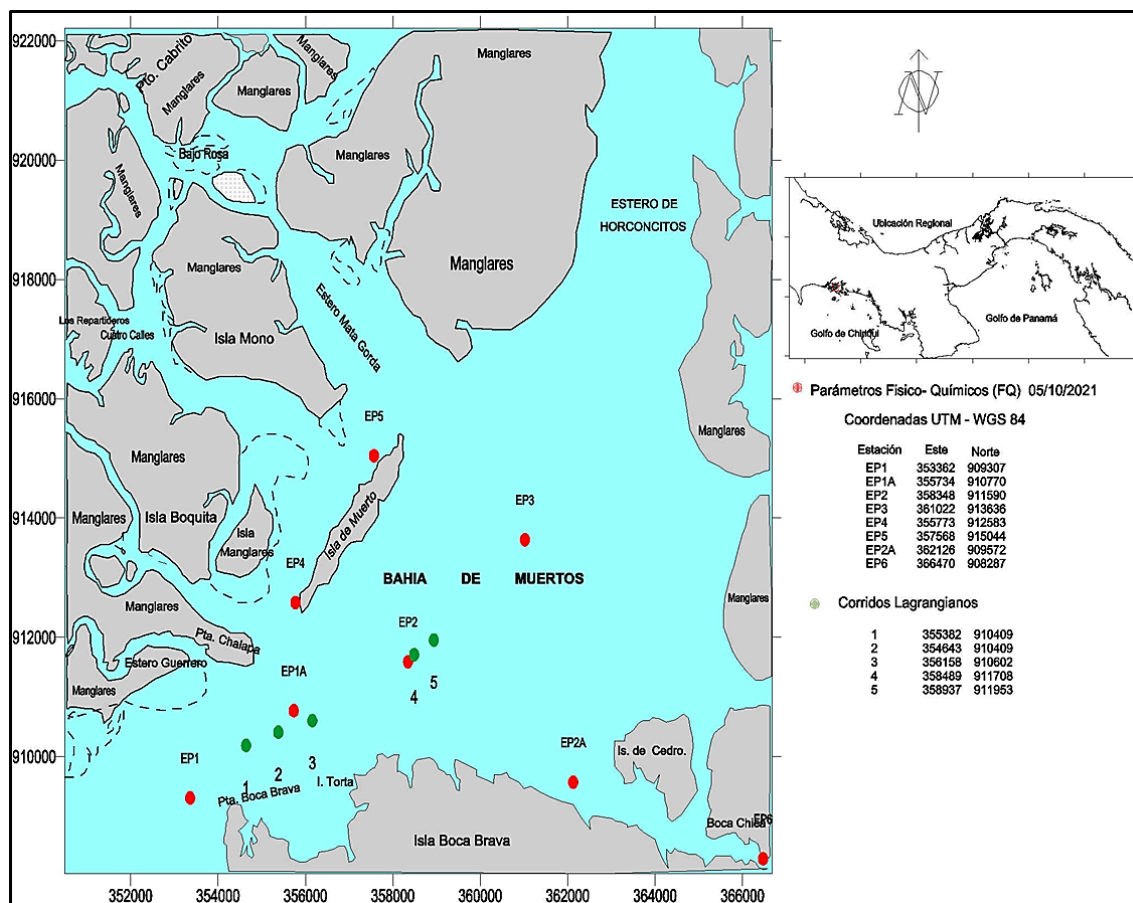 922000
920000
918000
916000
914000
912000
910000
352000 354000 356000 358000 360000 362000 364000 366000
Pto. Cabrito
Manglares
Manglares
Manglares
Manglares
Bajo Rosa
Manglares
Manglares
ESTERO DE
HORCONCITOS
Manglares
Manglares
Estero Mata Gorda
Los Repartideros
Cuatro Calles
Isla Mono
Manglares
EP5
Manglares
Isla Boquita
Manglares
Isla
Manglares
Isla de Muerto
EP3
EP4
BAHIA DE MUERTOS
Manglares
Manglares
Pta. Chalapa
EP2
Estero Guerrero
Manglares
EP1A
4
5
EP1
1
2
3
EP2A
Is. de Cedro.
Pta. Boca Brava
I. Torta
Isla Boca Brava
Boca Chica
EP6
N
Ubicación Regional
Golfo de Chiriquí
Golfo de Panamá
Parámetros Fisico- Químicos (FQ) 05/10/2021
Coordenadas UTM - WGS 84
Estación Este Norte
EP1 353362 909307
EP1A 355734 910770
EP2 358348 911590
EP3 361022 913636
EP4 355773 912583
EP5 357568 915044
EP2A 362126 909572
EP6 366470 908287
Corridos Lagrangianos
1 355382 910409
2 354643 910409
3 356158 910602
4 358489 911708
5 358937 911953